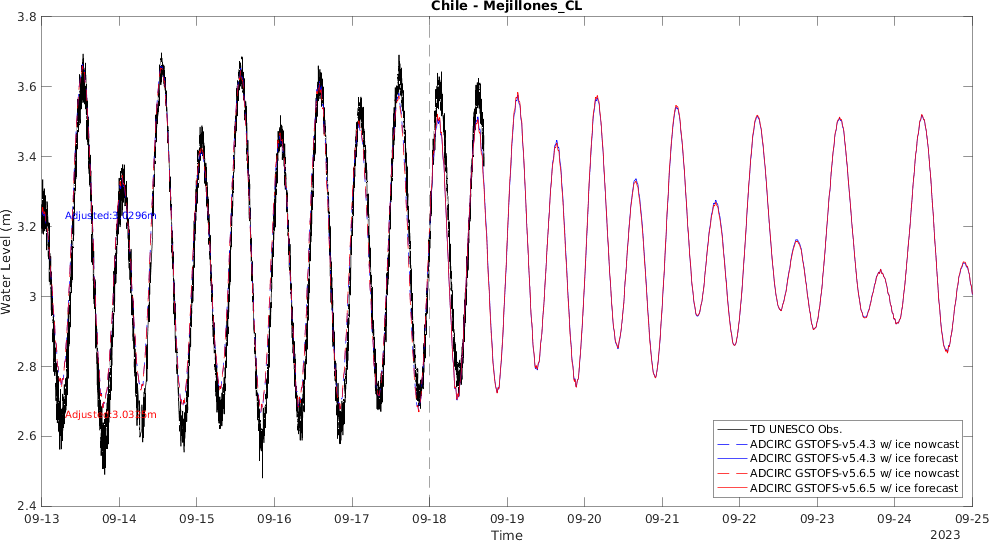 Chile - Mejillones_CL
3.8
3.6
3.4
3.2
3
2.8
2.6
2.4
Water Level (m)
Adjusted:3.0296m
TD UNESCO Obs.
ADCIRC GSTOFS-v5.4.3 w/ ice nowcast
ADCIRC GSTOFS-v5.4.3 w/ ice forecast
ADCIRC GSTOFS-v5.6.5 w/ ice nowcast
ADCIRC GSTOFS-v5.6.5 w/ ice forecast
09-13 09-14 09-15 09-16 09-17 09-18 09-19 09-20 09-21 09-22 09-23 09-24 09-25
Time
2023